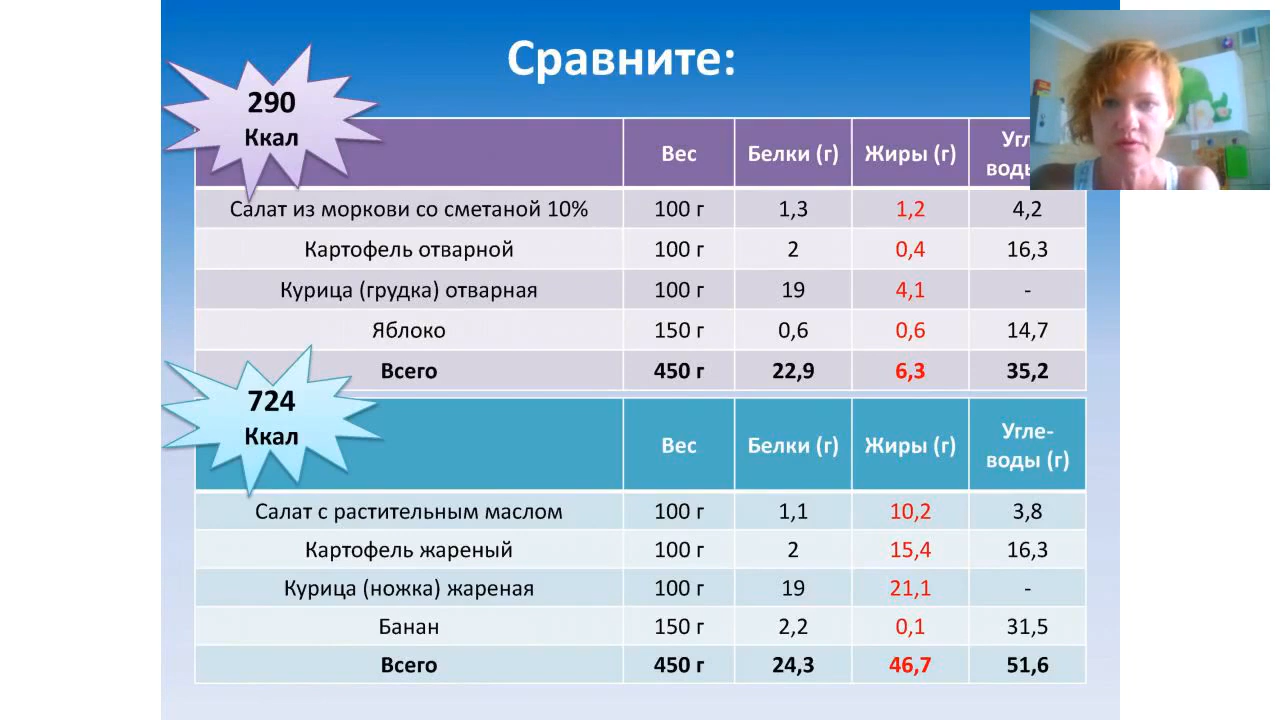 Сравните:
290
Ккал
Вес Белки (г) Жиры (г) Угл
воды
Салат из моркови со сметаной 10% 100 г 1,3 1,2 4,2
Картофель отварной 100 г 2 0,4 16,3
Курица (грудка) отварная 100 г 19 4,1 -
Яблоко 150 г 0,6 0,6 14,7
Всего 450 г 22,9 6,3 35,2
724
Ккал
Вес Белки (г) Жиры (г) Угле-
воды (г)
Салат с растительным маслом 100 г 1,1 10,2 3,8
Картофель жареный 100 г 2 15,4 16,3
Курица (ножка) жареная 100 г 19 21,1 -
Банан 150 г 2,2 0,1 31,5
Всего 450 г 24,3 46,7 51,6